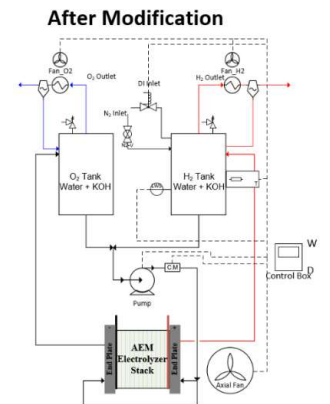 After Modification
Fan_O2
O₂ Outlet
DI Inlet
H₂ Outlet
Fan_H2
N₂ Inlet
O₂ Tank
Water + KOH
H₂ Tank
Water + KOH
T
W
D
Control Box
C.M
Pump
End Plate
AEM
Electrolyzer
Stack
End Plate
Axial Fan